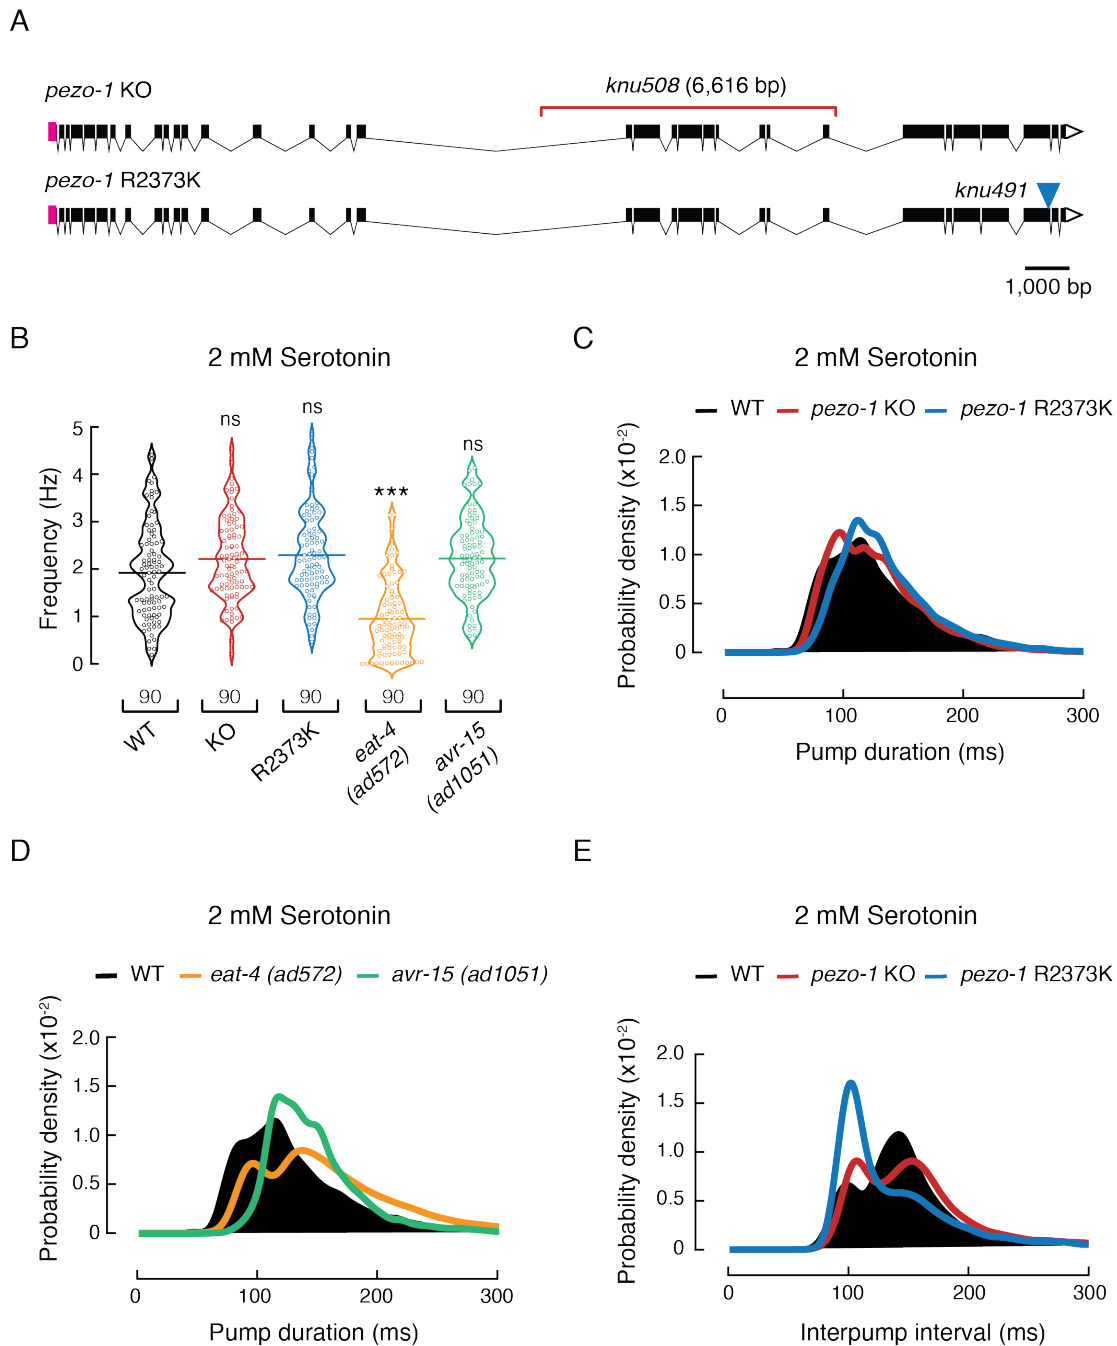 A
pezo-1 KO
knu508 (6,616 bp)
pezo-1 R2373K
knu491
1,000 bp
B
2 mM Serotonin
Frequency (Hz)
5
4
3
2
1
0
ns
ns
***
ns
90
90
90
90
90
WT
KO
R2373K
eat-4
(ad572)
avr-15
(ad1051)
C
2 mM Serotonin
WT
pezo-1 KO
pezo-1 R2373K
Probability density (x10-2)
2.0
1.5
1.0
0.5
0
0
100
200
300
Pump duration (ms)
D
2 mM Serotonin
WT
eat-4 (ad572)
avr-15 (ad1051)
Probability density (x10-2)
2.0
1.5
1.0
0.5
0
0
100
200
300
Pump duration (ms)
E
2 mM Serotonin
WT
pezo-1 KO
pezo-1 R2373K
Probability density (x10-2)
2.0
1.0
1.0
0.5
0
0
100
200
300
Interpump interval (ms)